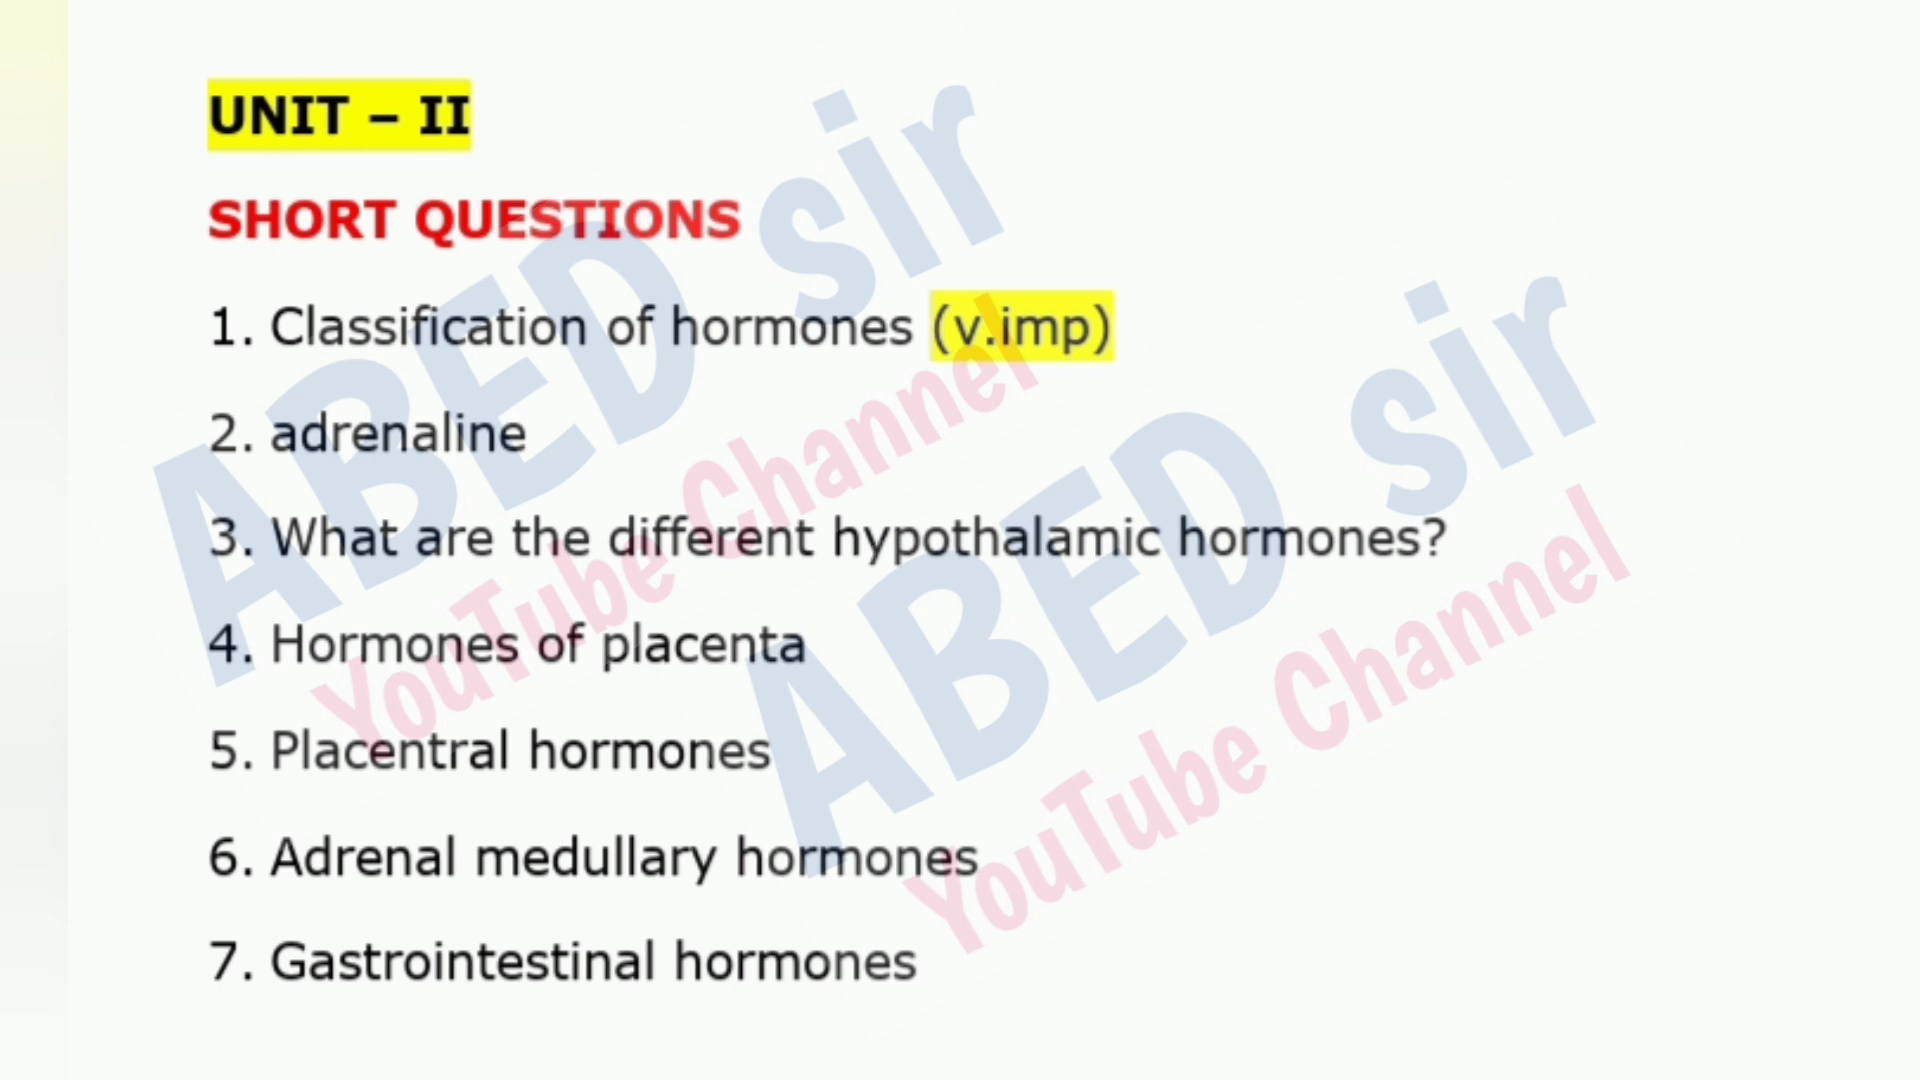 UNIT – II
SHORT QUESTIONS
1. Classification of hormones (v.imp)
2. adrenaline
3. What are the different hypothalamic hormones?
4. Hormones of placenta
5. Placentral hormones
6. Adrenal medullary hormones
7. Gastrointestinal hormones
ABED sir
YouTube Channel
ABED sir
YouTube Channel